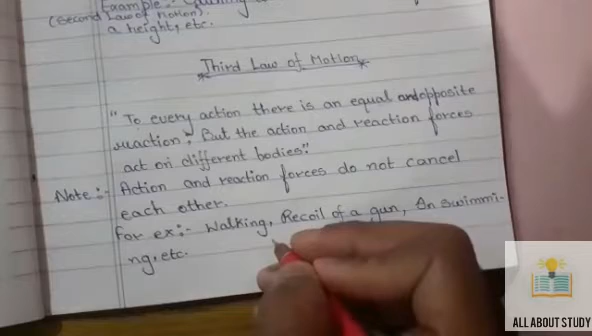 Example:-
(Second Law of Motion)
a height, etc.
Third Law of Motion
"To every action there is an equal and opposite
reaction", But the action and reaction forces
act on different bodies."
Note:- Action and reaction forces do not cancel
each other.
for ex:- Walking, Recoil of a gun, In swimmi-
ng, etc.
ALL ABOUT STUDY